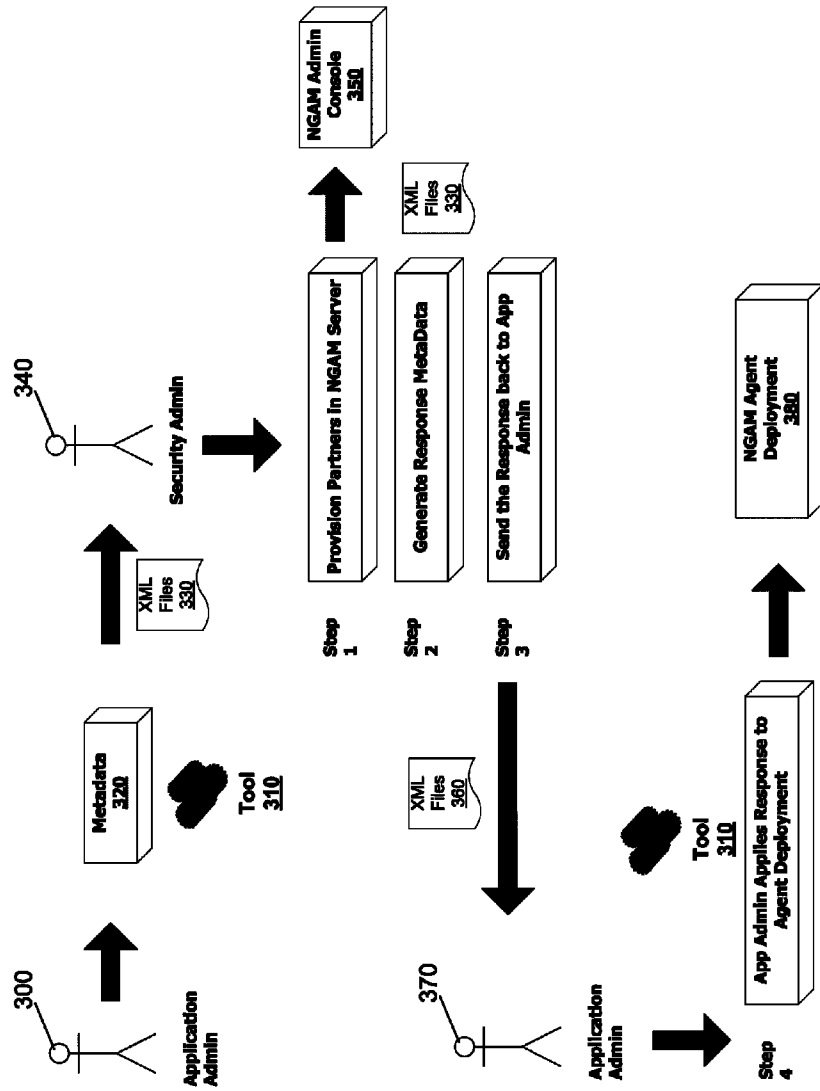 300
Application
Admin
Metadata
320
Tool
310
XML
Files
330
340
Security Admin
Step
1
Provision Partners in NGAM Server
Step
2
Generate Response MetaData
Step
3
Send the Response back to App
Admin
NGAM Admin
Console
350
XML
Files
330
XML
Files
360
370
Application
Admin
Step
4
App Admin Applies Response to
Agent Deployment
Tool
310
NGAM Agent
Deployment
380